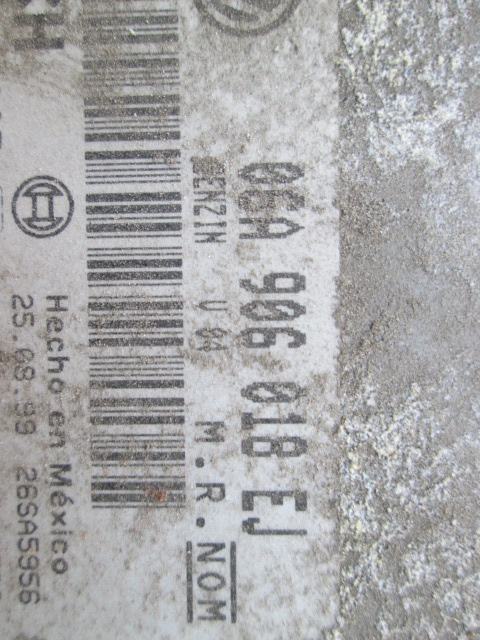 06A 906 018 EJ
BENZIN U 04 M.R. NOM
Hecho en México
25.08.99 26SA5956